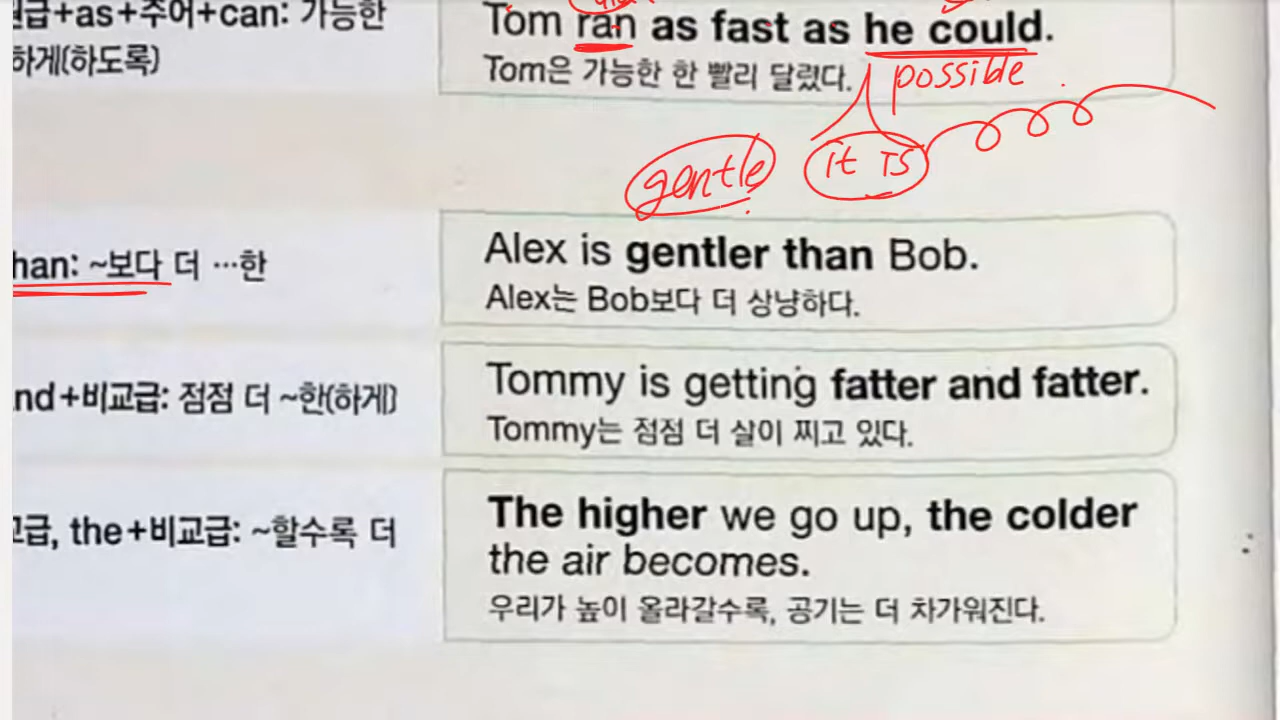 급+as+주어+can: 가능한
하게(하도록)
Tom ran as fast as he could.
Tom은 가능한 한 빨리 달렸다.
possible
gentle
it is
han: ~보다 더 …한
Alex is gentler than Bob.
Alex는 Bob보다 더 상냥하다.
nd+비교급: 점점 더 ~한(하게)
Tommy is getting fatter and fatter.
Tommy는 점점 더 살이 찌고 있다.
교급, the+비교급: ~할수록 더
The higher we go up, the colder
the air becomes.
우리가 높이 올라갈수록, 공기는 더 차가워진다.